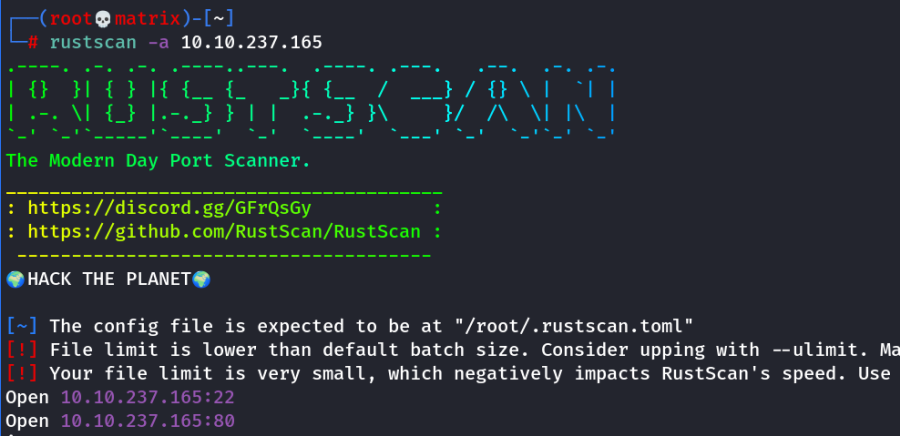 ┌──(root💀matrix)-[~]
└─# rustscan -a 10.10.237.165
.----. .-. .-. .----..---.  .----. .---.   .--.  .-. .-.
| {}  }| { } |{ {__ {_   _}{ {__  /  ___} / {} \ |  `| |
| .-. \| {_} |.-._} } | |  .-._} }\     }/  /\  \| |\  |
`-' `-'`-----'`----'  `-'  `----'  `---' `-'  `-'`-' `-'
The Modern Day Port Scanner.
________________________________________
: https://discord.gg/GFrQsGy           :
: https://github.com/RustScan/RustScan :
 --------------------------------------
🌍HACK THE PLANET🌍
[~] The config file is expected to be at "/root/.rustscan.toml"
[!] File limit is lower than default batch size. Consider upping with --ulimit. Ma
[!] Your file limit is very small, which negatively impacts RustScan's speed. Use
Open 10.10.237.165:22
Open 10.10.237.165:80